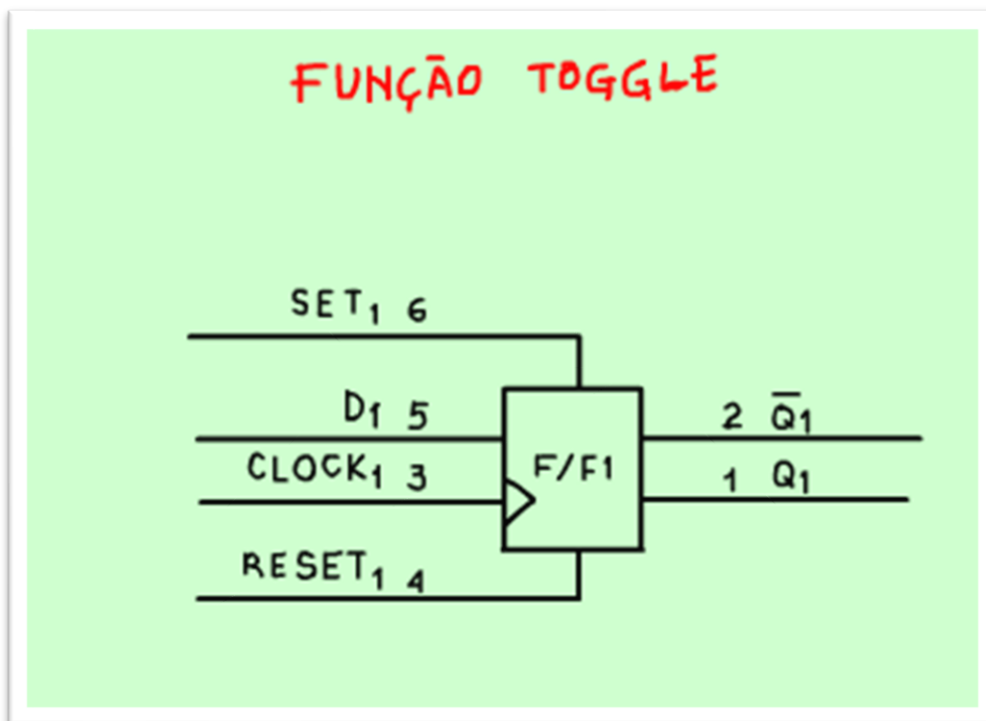 FUNÇÃO TOGGLE
SET1 6
D1 5
2 Q̅1
CLOCK1 3
F/F1
1 Q1
RESET1 4